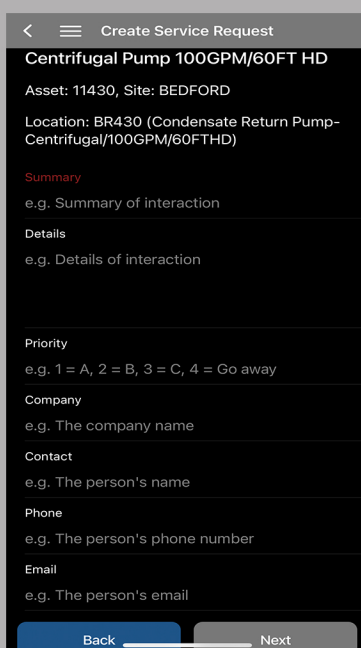 Create Service Request
Centrifugal Pump 100GPM/60FT HD
Asset: 11430, Site: BEDFORD
Location: BR430 (Condensate Return Pump-
Centrifugal/100GPM/60FTHD)
Summary
e.g. Summary of interaction
Details
e.g. Details of interaction
Priority
e.g. 1 = A, 2 = B, 3 = C, 4 = Go away
Company
e.g. The company name
Contact
e.g. The person's name
Phone
e.g. The person's phone number
Email
e.g. The person's email
Back Next